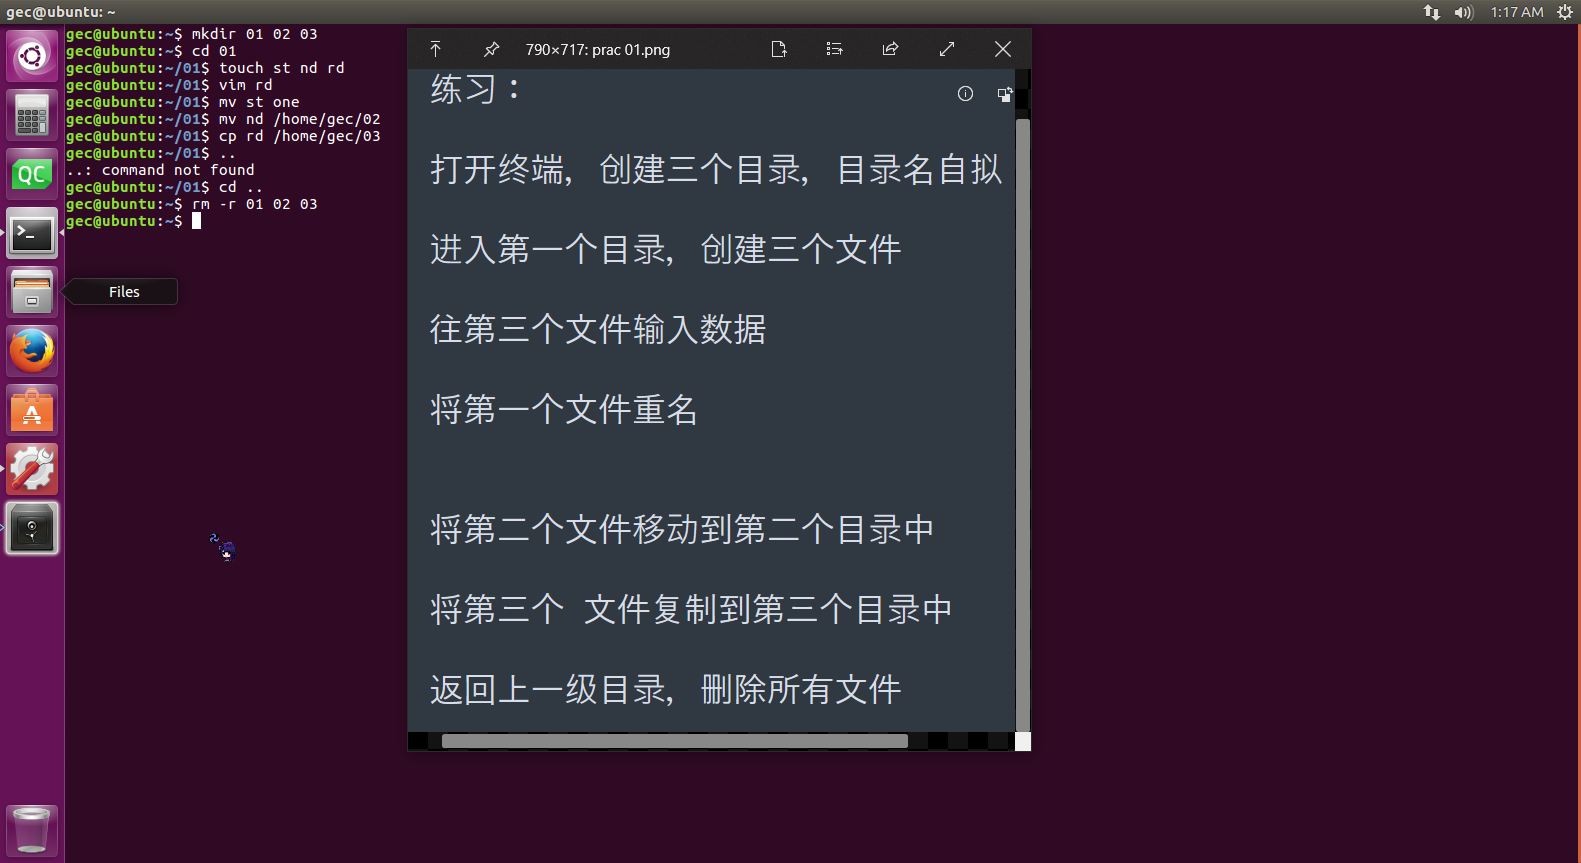 gec@ubuntu: ~
1:17 AM
gec@ubuntu:~$ mkdir 01 02 03
gec@ubuntu:~$ cd 01
gec@ubuntu:~/01$ touch st nd rd
gec@ubuntu:~/01$ vim rd
gec@ubuntu:~/01$ mv st one
gec@ubuntu:~/01$ mv nd /home/gec/02
gec@ubuntu:~/01$ cp rd /home/gec/03
gec@ubuntu:~/01$ ..
..: command not found
gec@ubuntu:~/01$ cd ..
gec@ubuntu:~$ rm -r 01 02 03
gec@ubuntu:~$
QC
Files
790×717: prac 01.png
练习：
打开终端，创建三个目录，目录名自拟
进入第一个目录，创建三个文件
往第三个文件输入数据
将第一个文件重名
将第二个文件移动到第二个目录中
将第三个 文件复制到第三个目录中
返回上一级目录，删除所有文件